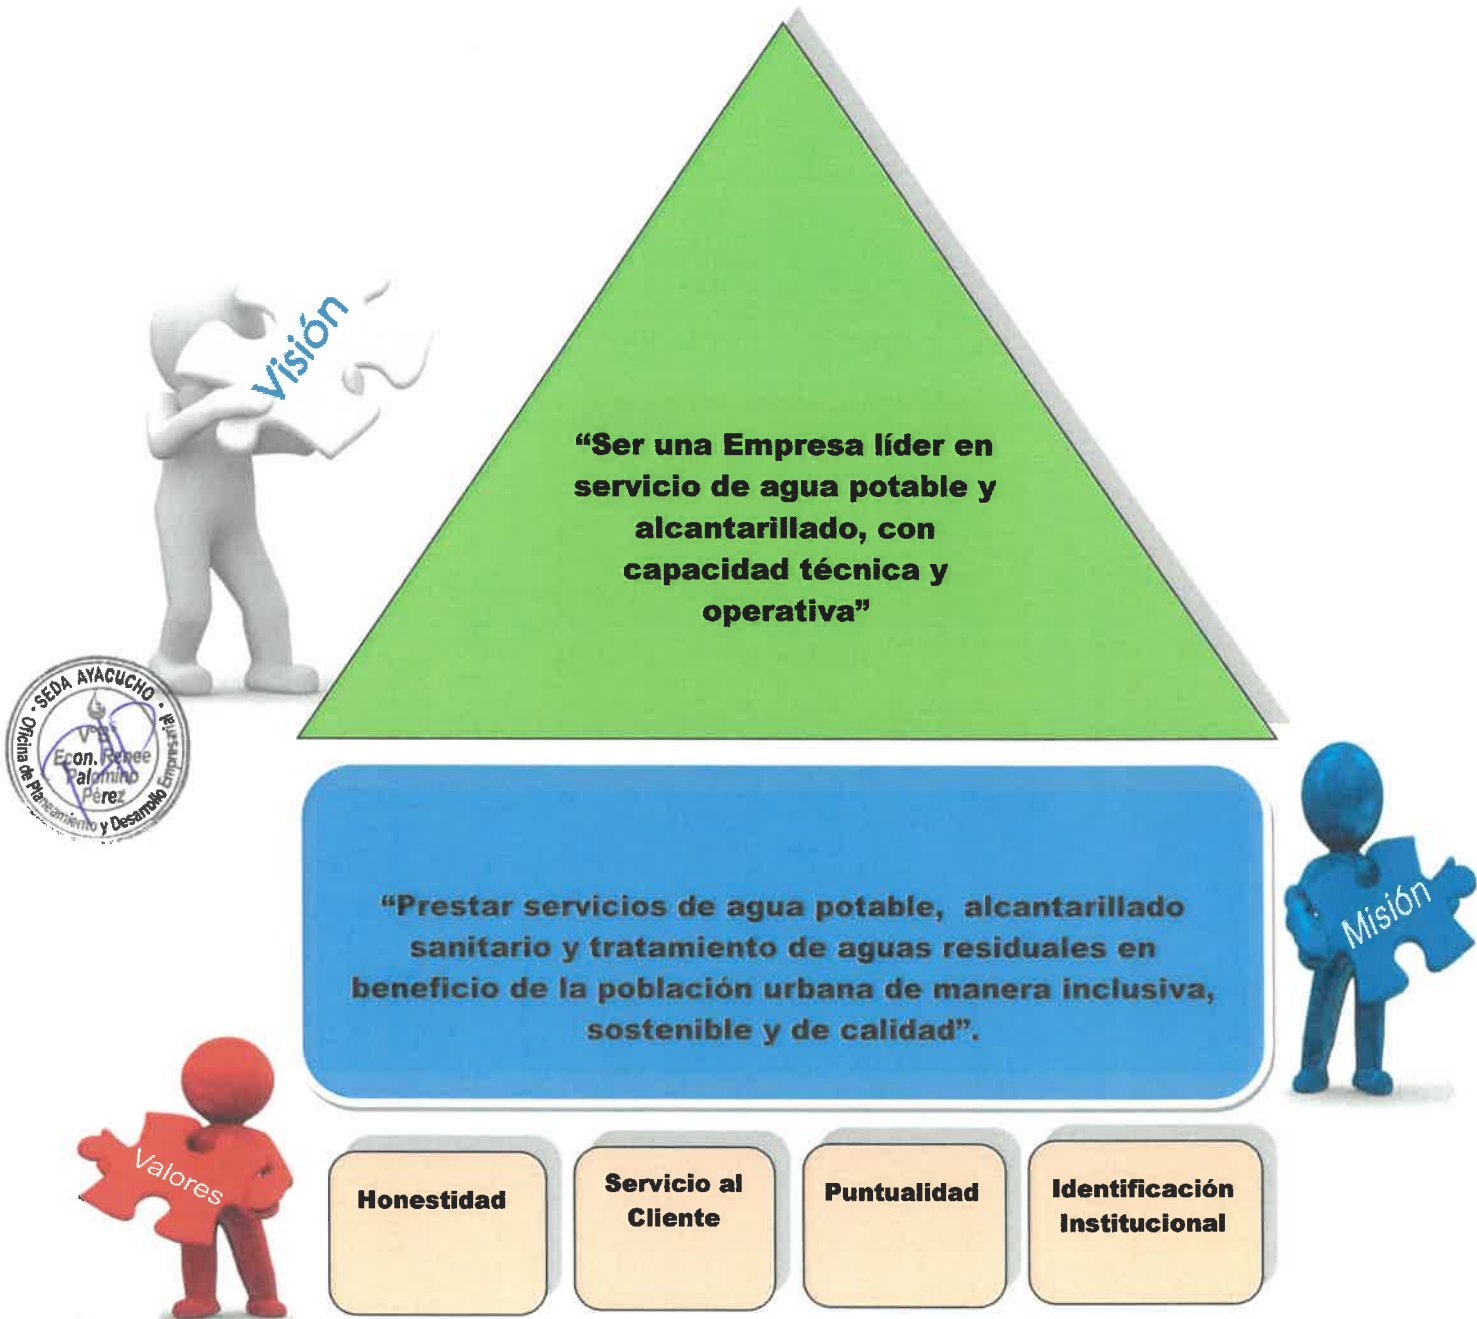 Visión
“Ser una Empresa líder en
servicio de agua potable y
alcantarillado, con
capacidad técnica y
operativa”
SEDA AYACUCHO
Oficina de Planeamiento y Desarrollo Empresarial
V°B°
Econ. Renee
Palomino
Pérez
“Prestar servicios de agua potable, alcantarillado
sanitario y tratamiento de aguas residuales en
beneficio de la población urbana de manera inclusiva,
sostenible y de calidad”.
Misión
Valores
Honestidad
Servicio al
Cliente
Puntualidad
Identificación
Institucional